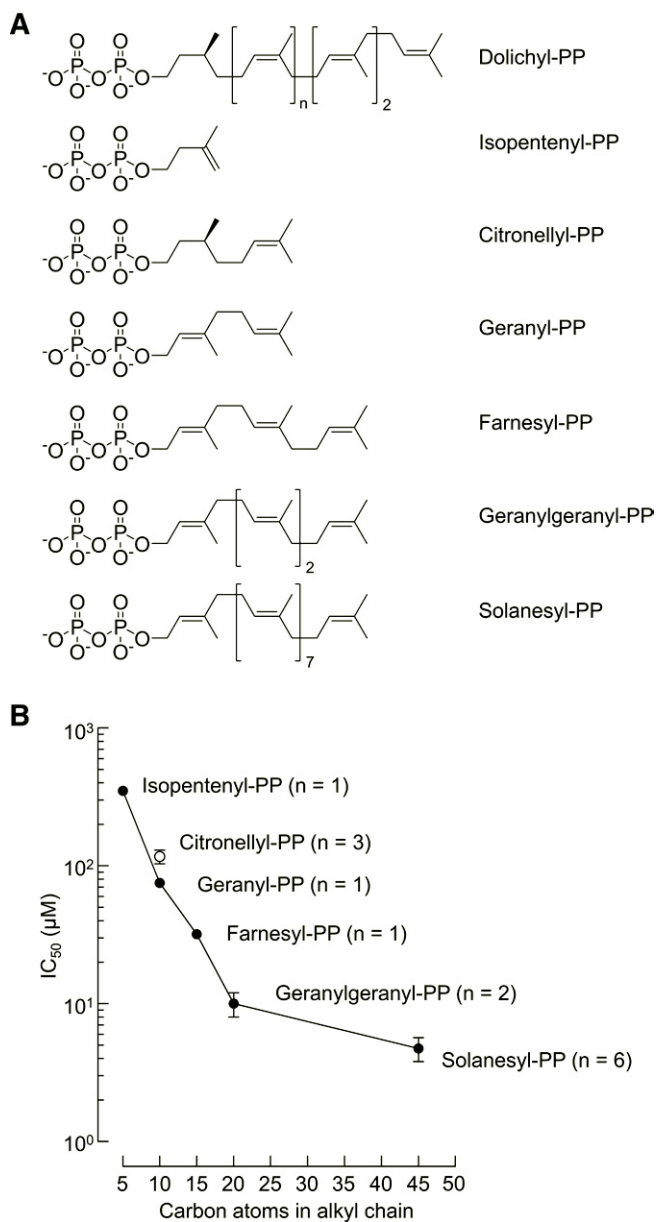 A
Dolichyl-PP
n
2
Isopentenyl-PP
Citronellyl-PP
Geranyl-PP
Farnesyl-PP
Geranylgeranyl-PP
2
Solanesyl-PP
7
B
IC50 (µM)
10³
10²
10¹
10⁰
Isopentenyl-PP (n = 1)
Citronellyl-PP (n = 3)
Geranyl-PP (n = 1)
Farnesyl-PP (n = 1)
Geranylgeranyl-PP (n = 2)
Solanesyl-PP (n = 6)
5 10 15 20 25 30 35 40 45 50
Carbon atoms in alkyl chain